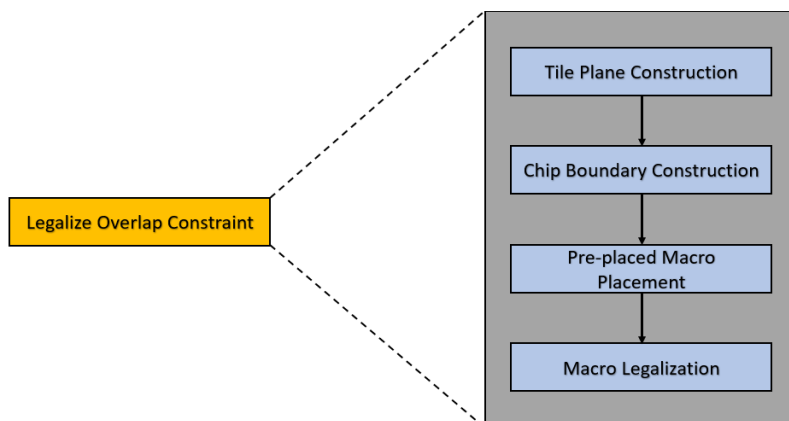 Tile Plane Construction
Chip Boundary Construction
Legalize Overlap Constraint
Pre-placed Macro
Placement
Macro Legalization